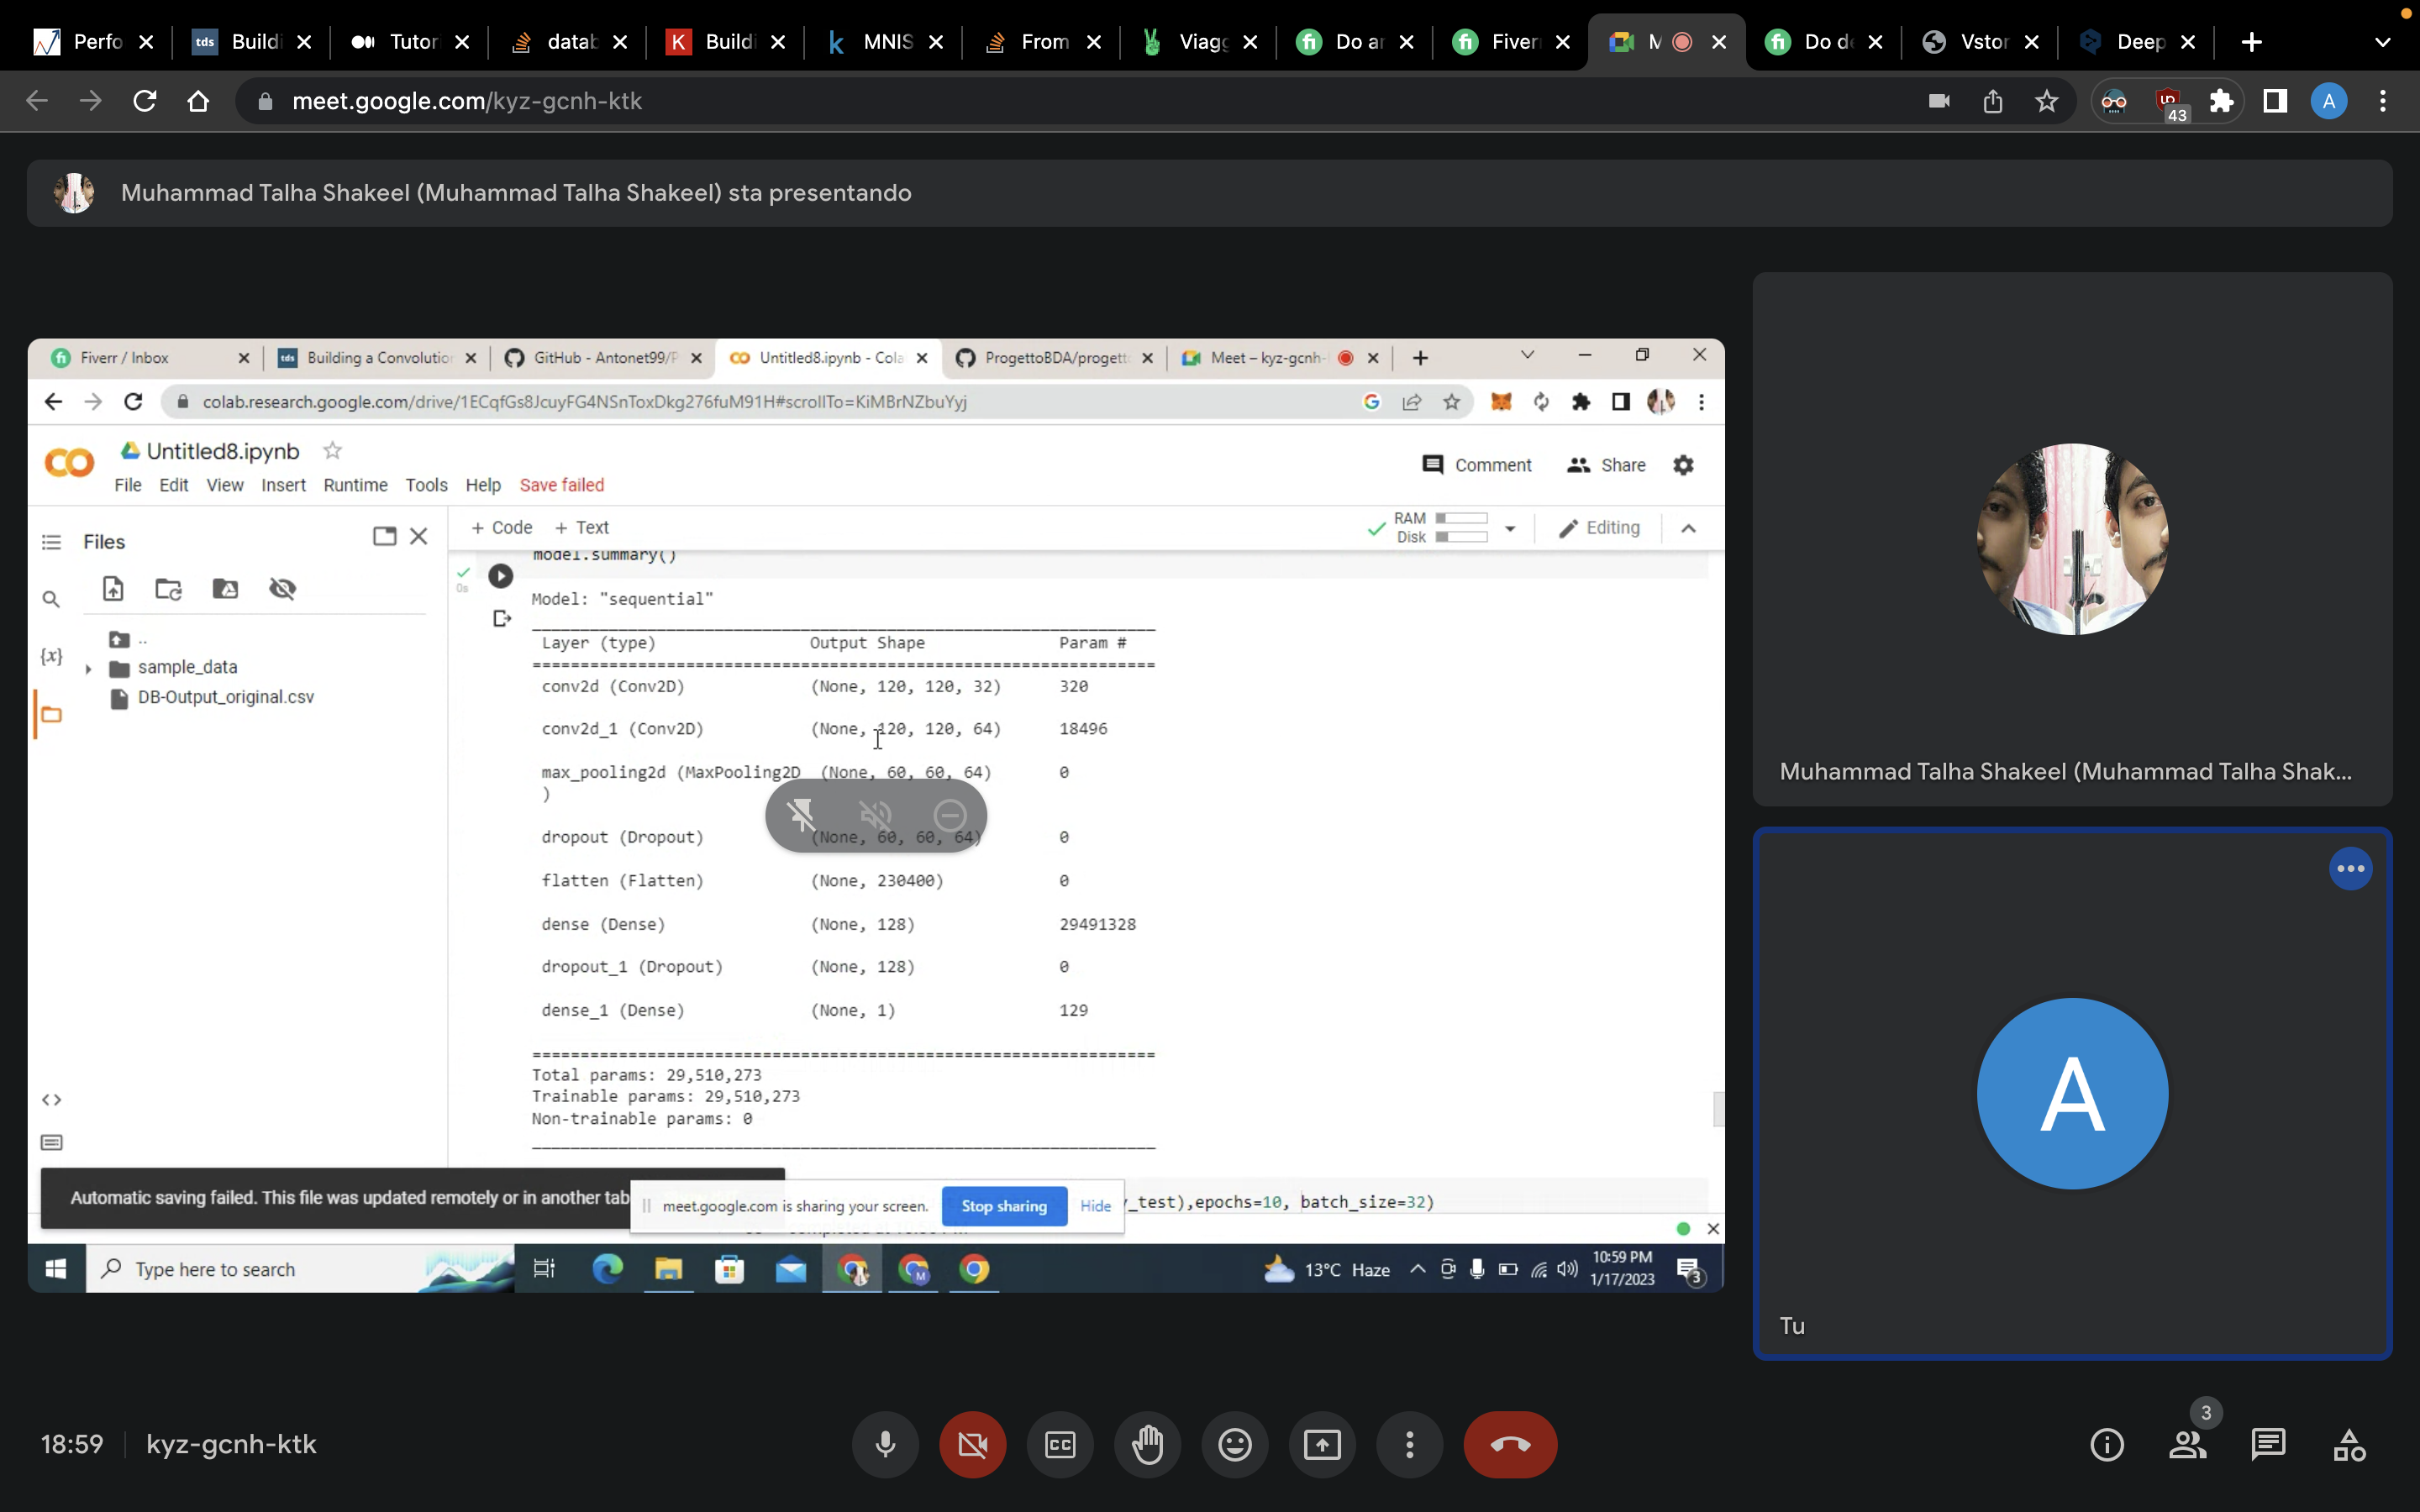 Perfo
tds Buildi
Tutor
datab
K Buildi
k MNIS
From
Viagg
fi Do ar
fi Fiver
M
fi Do de
Vstor
Deep
meet.google.com/kyz-gcnh-ktk
43
A
Muhammad Talha Shakeel (Muhammad Talha Shakeel) sta presentando
Fiverr / Inbox
tds Building a Convolution
GitHub - Antonet99/P
Untitled8.ipynb - Cola
ProgettoBDA/progett
Meet – kyz-gcnh-
colab.research.google.com/drive/1ECqfGs8JcuyFG4NSnToxDkg276fuM91H#scrollTo=KiMBrNZbuYyj
Untitled8.ipynb
File Edit View Insert Runtime Tools Help Save failed
Comment Share
Files
+ Code + Text
RAM
Disk
Editing
..
sample_data
DB-Output_original.csv
{x}
model.summary()
0s
Model: "sequential"
Layer (type) Output Shape Param #
conv2d (Conv2D) (None, 120, 120, 32) 320
conv2d_1 (Conv2D) (None, 120, 120, 64) 18496
max_pooling2d (MaxPooling2D (None, 60, 60, 64) 0
)
dropout (Dropout) (None, 60, 60, 64) 0
flatten (Flatten) (None, 230400) 0
dense (Dense) (None, 128) 29491328
dropout_1 (Dropout) (None, 128) 0
dense_1 (Dense) (None, 1) 129
Total params: 29,510,273
Trainable params: 29,510,273
Non-trainable params: 0
Automatic saving failed. This file was updated remotely or in another tab
meet.google.com is sharing your screen. Stop sharing Hide
_test),epochs=10, batch_size=32)
Type here to search
13°C Haze
10:59 PM
1/17/2023
3
Muhammad Talha Shakeel (Muhammad Talha Shak...
A
Tu
18:59 kyz-gcnh-ktk
CC
3